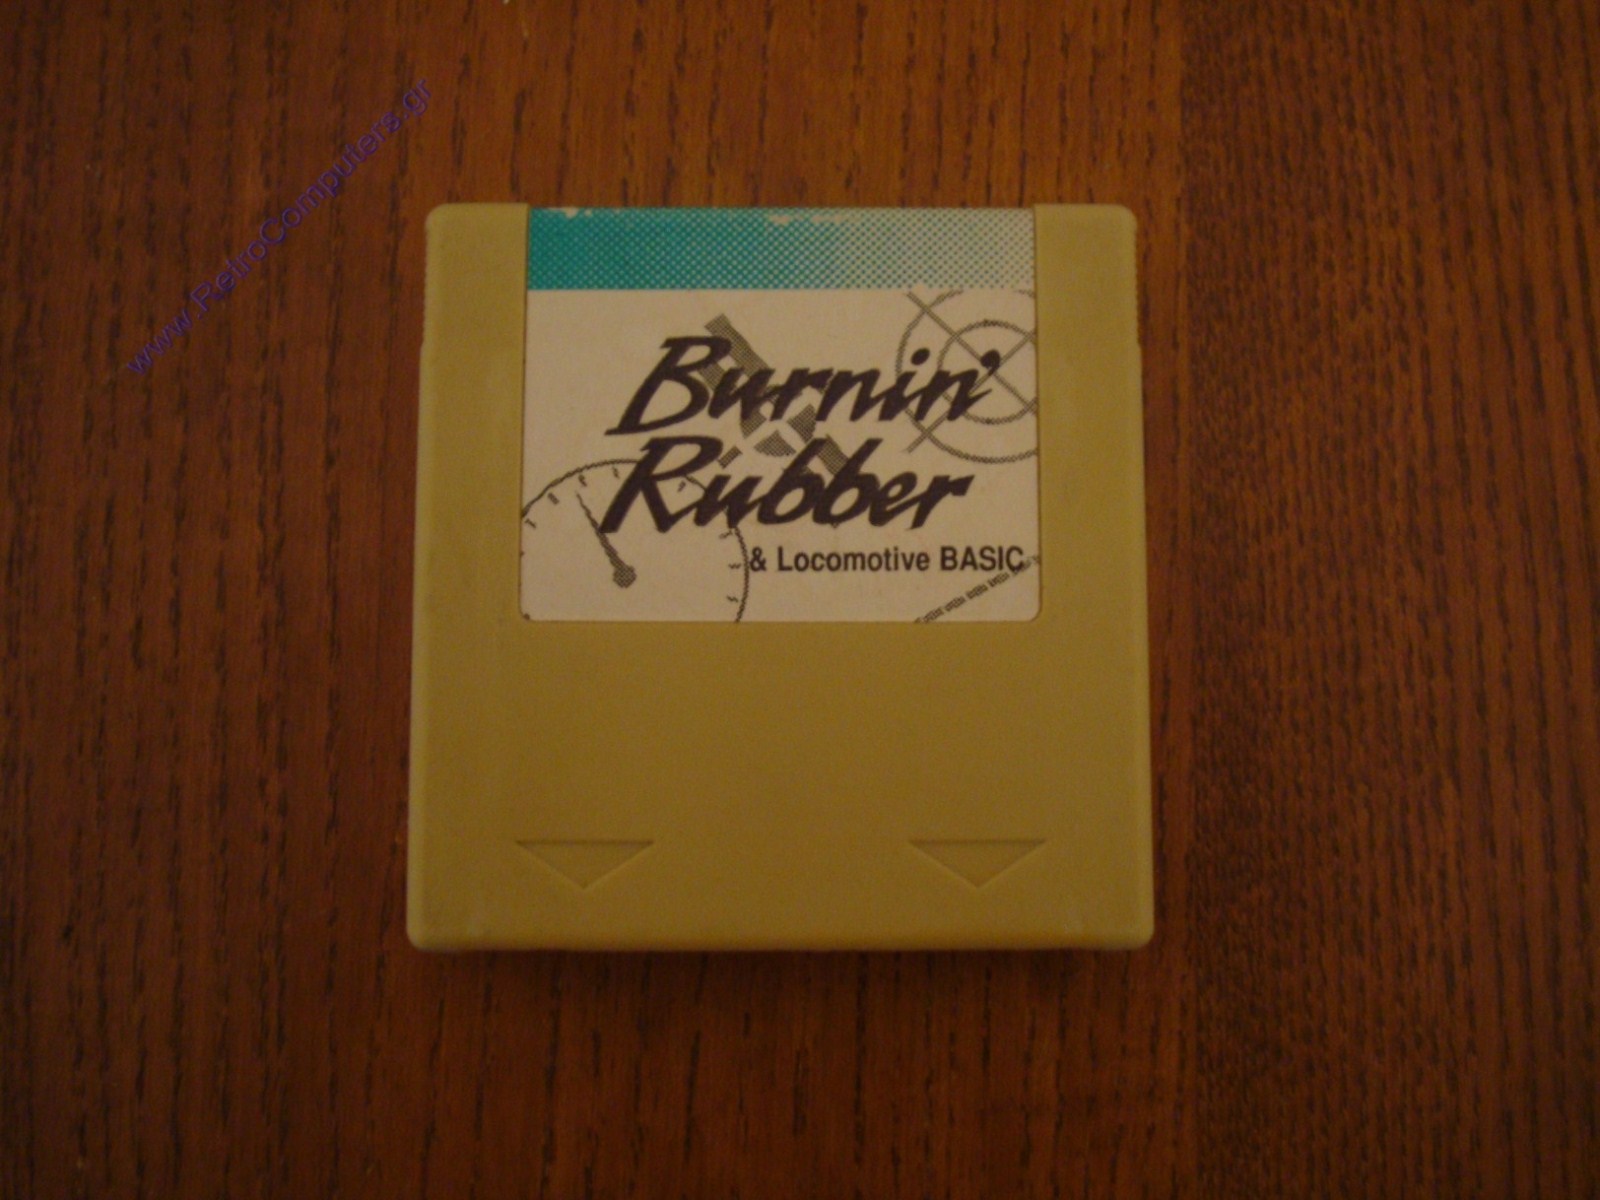 www.RetroComputers.gr
Burnin'
Rubber
& Locomotive BASIC